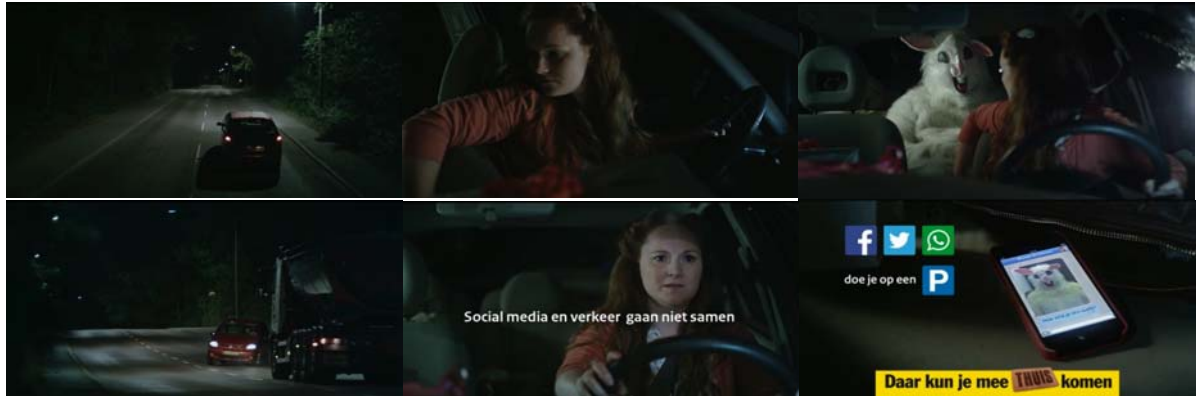 Social media en verkeer gaan niet samen
f
doe je op een P
Daar kun je mee THUIS komen